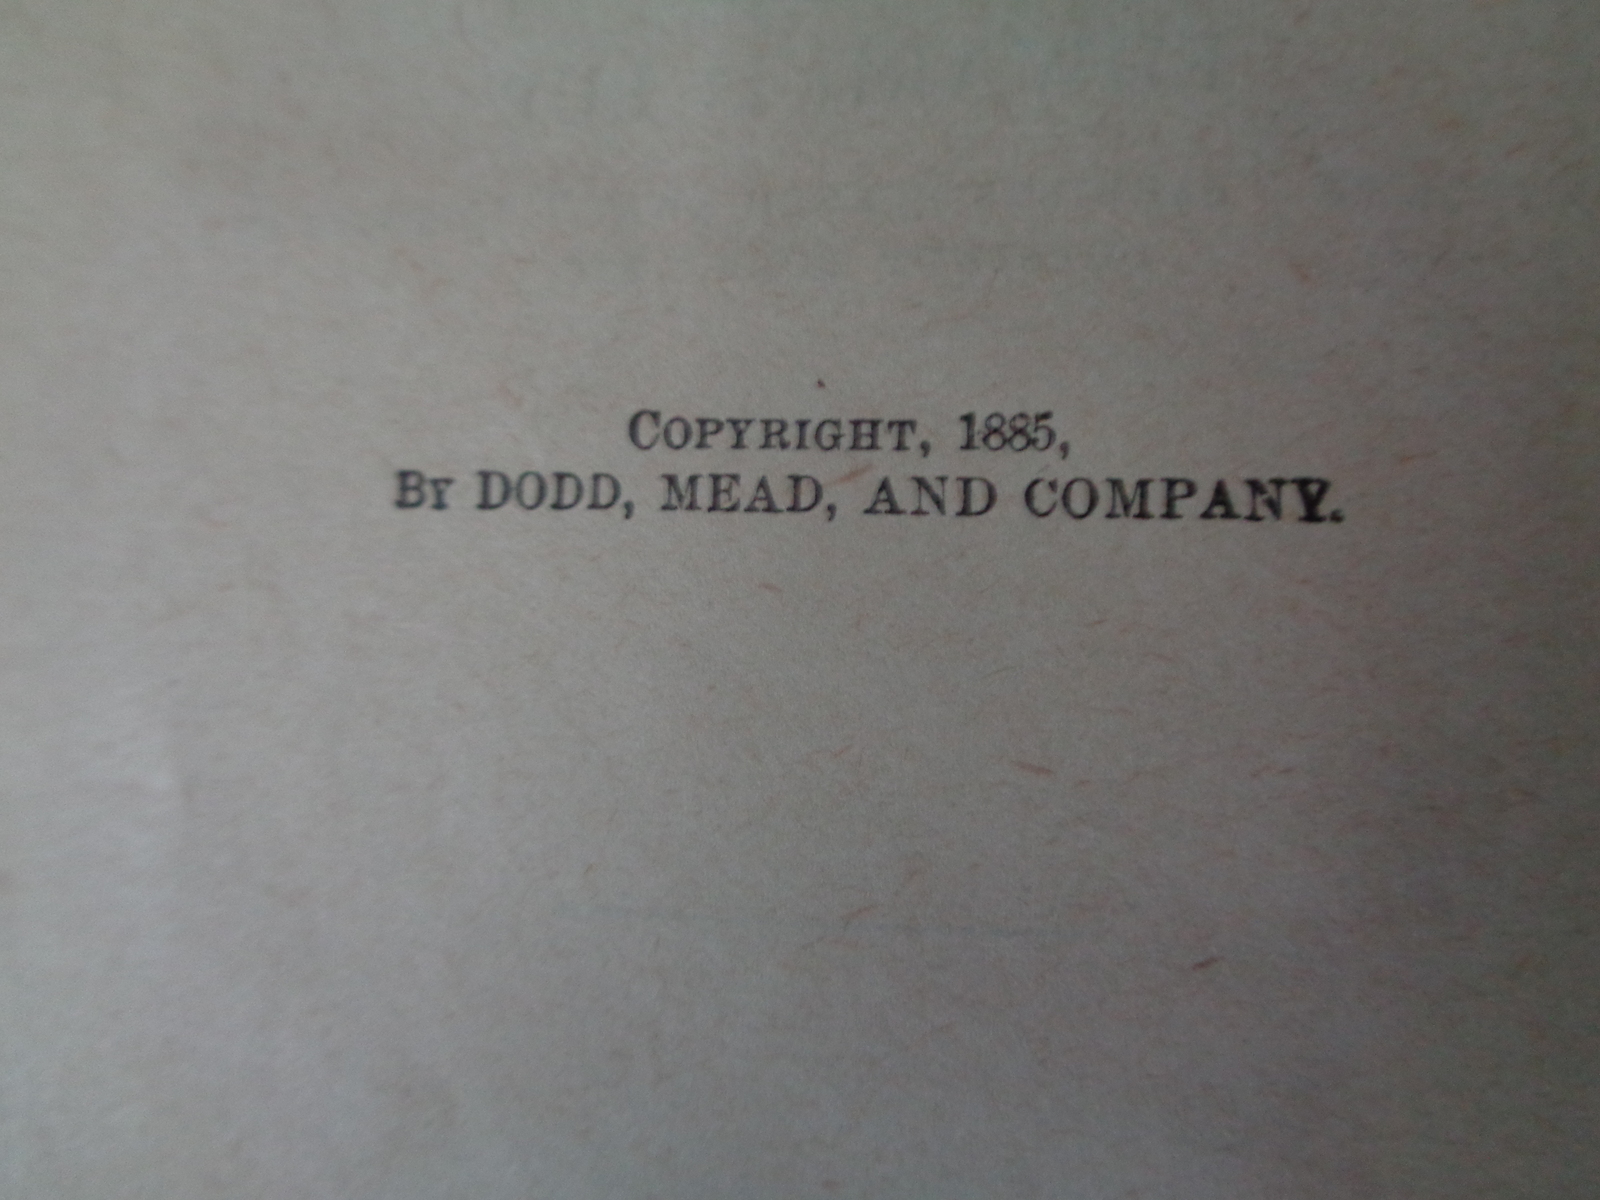 COPYRIGHT, 1885,
BY DODD, MEAD, AND COMPANY.